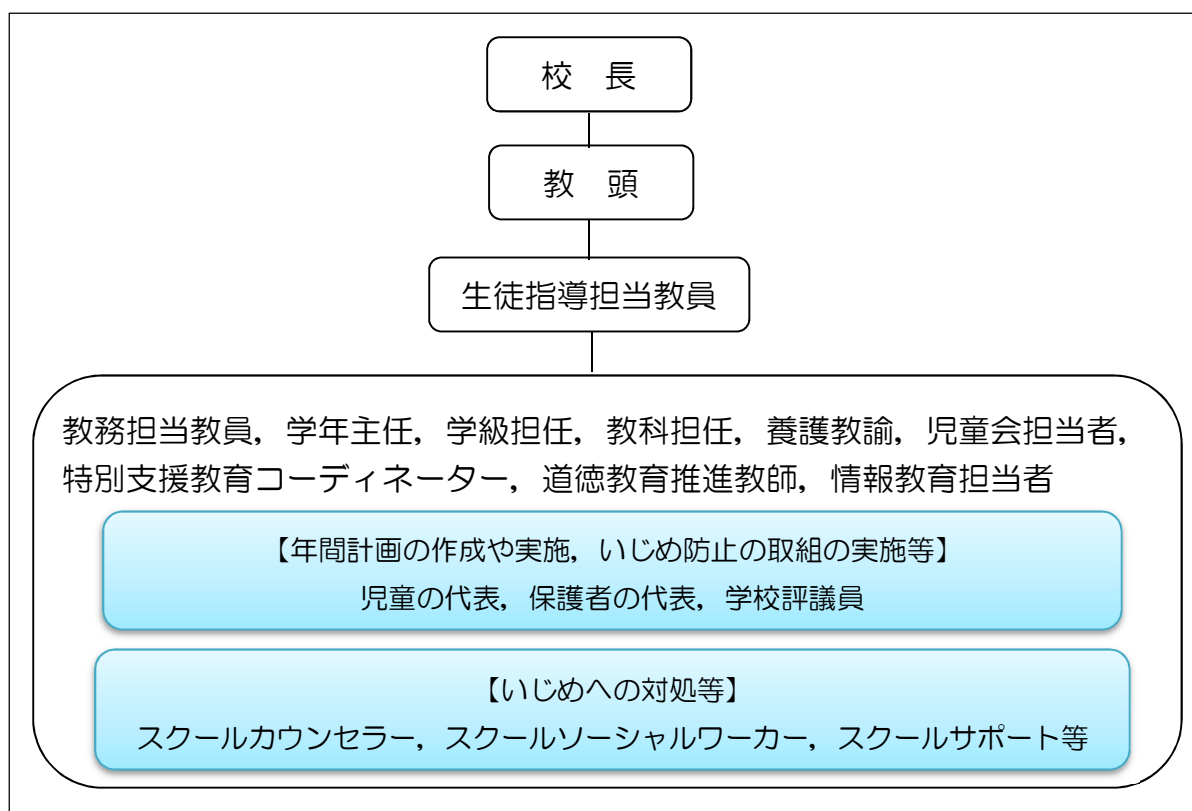 校　長
教　頭
生徒指導担当教員
教務担当教員，学年主任，学級担任，教科担任，養護教諭，児童会担当者，
特別支援教育コーディネーター，道徳教育推進教師，情報教育担当者
【年間計画の作成や実施，いじめ防止の取組の実施等】
児童の代表，保護者の代表，学校評議員
【いじめへの対処等】
スクールカウンセラー，スクールソーシャルワーカー，スクールサポート等